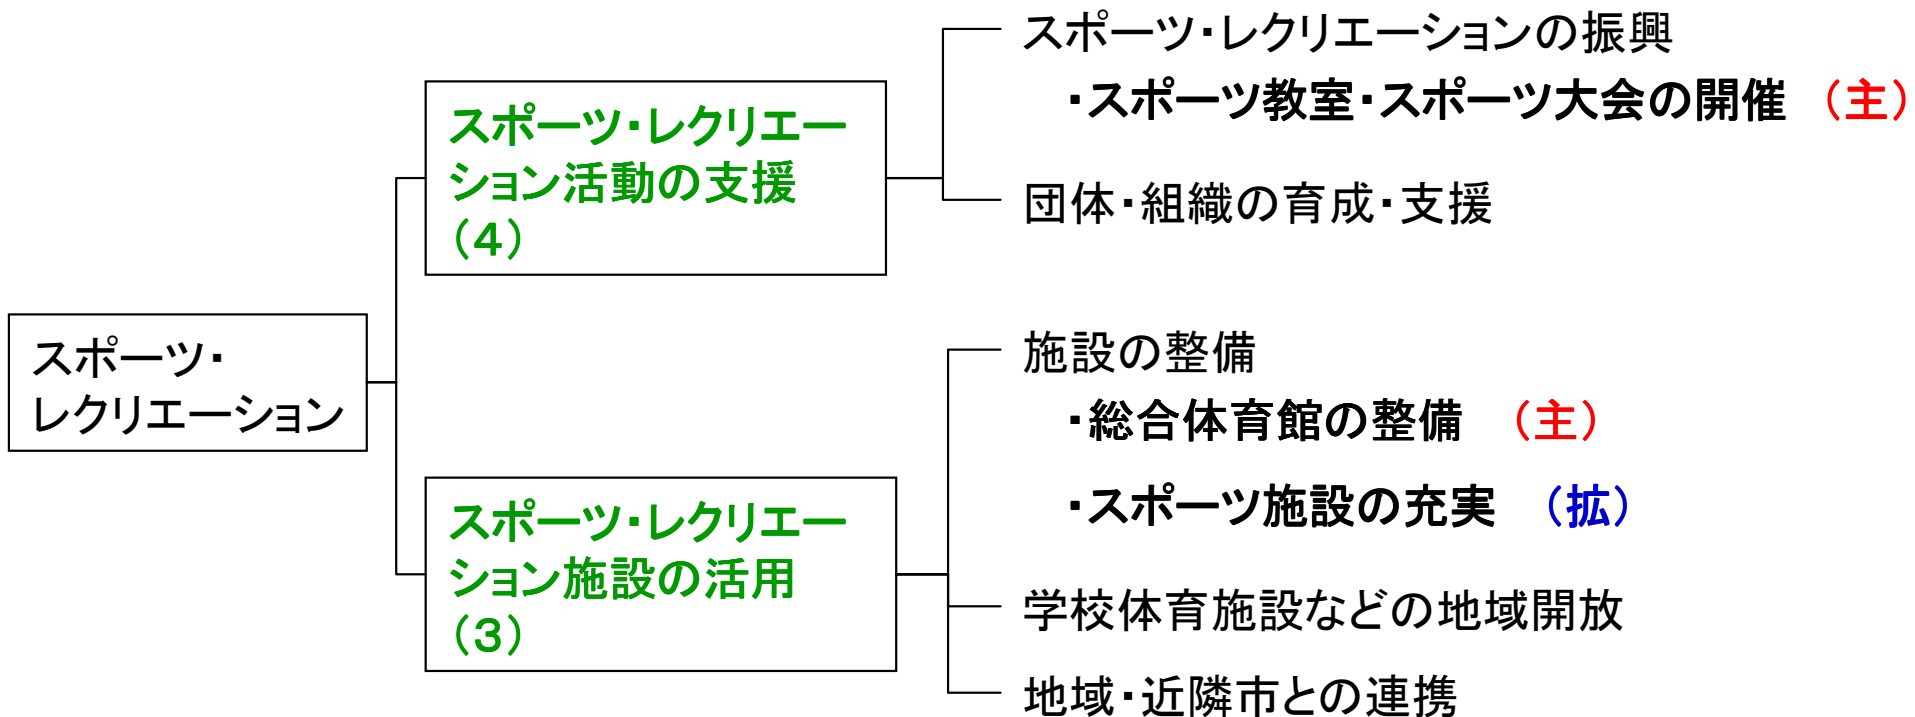 スポーツ・レクリエーションの振興
・スポーツ教室・スポーツ大会の開催 (主)
スポーツ・レクリエー
ション活動の支援
(4)
団体・組織の育成・支援
スポーツ・
レクリエーション
施設の整備
・総合体育館の整備 (主)
・スポーツ施設の充実 (拡)
スポーツ・レクリエー
ション施設の活用
(3)
学校体育施設などの地域開放
地域・近隣市との連携